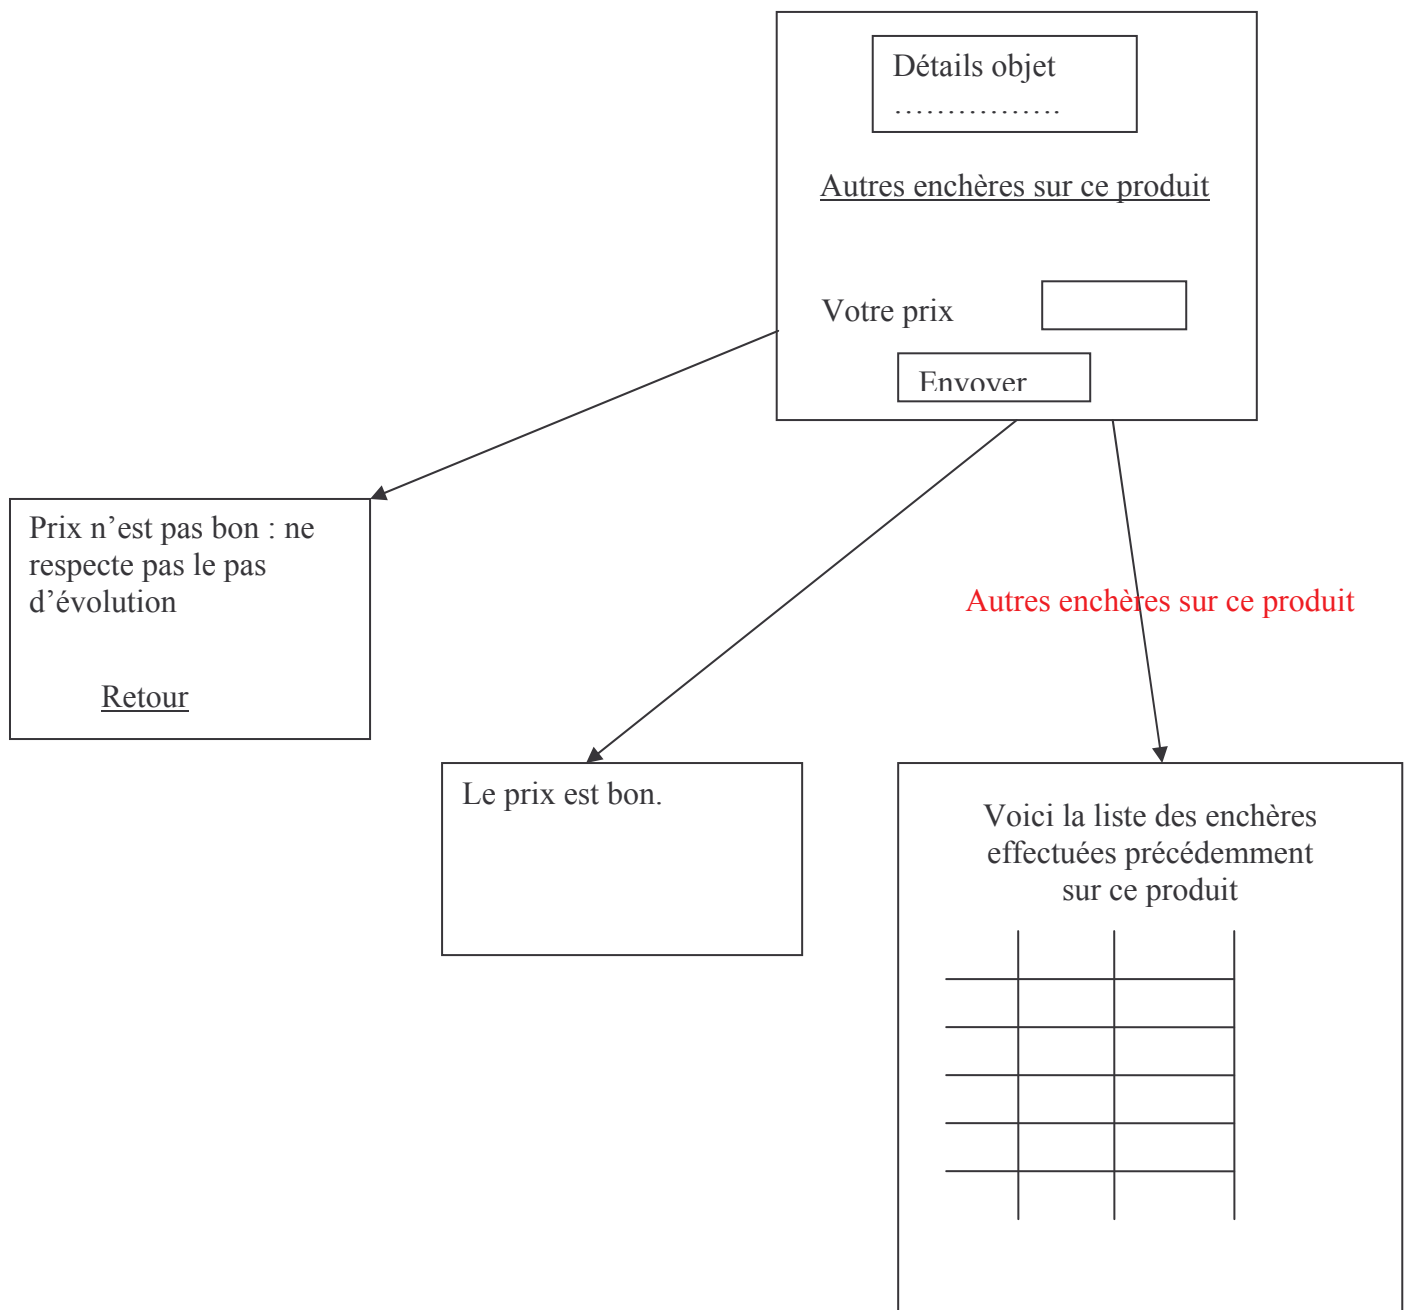 Détails objet
…………….
Autres enchères sur ce produit
Votre prix
Envoyer
Prix n’est pas bon : ne
respecte pas le pas
d’évolution
Retour
Autres enchères sur ce produit
Le prix est bon.
Voici la liste des enchères
effectuées précédemment
sur ce produit